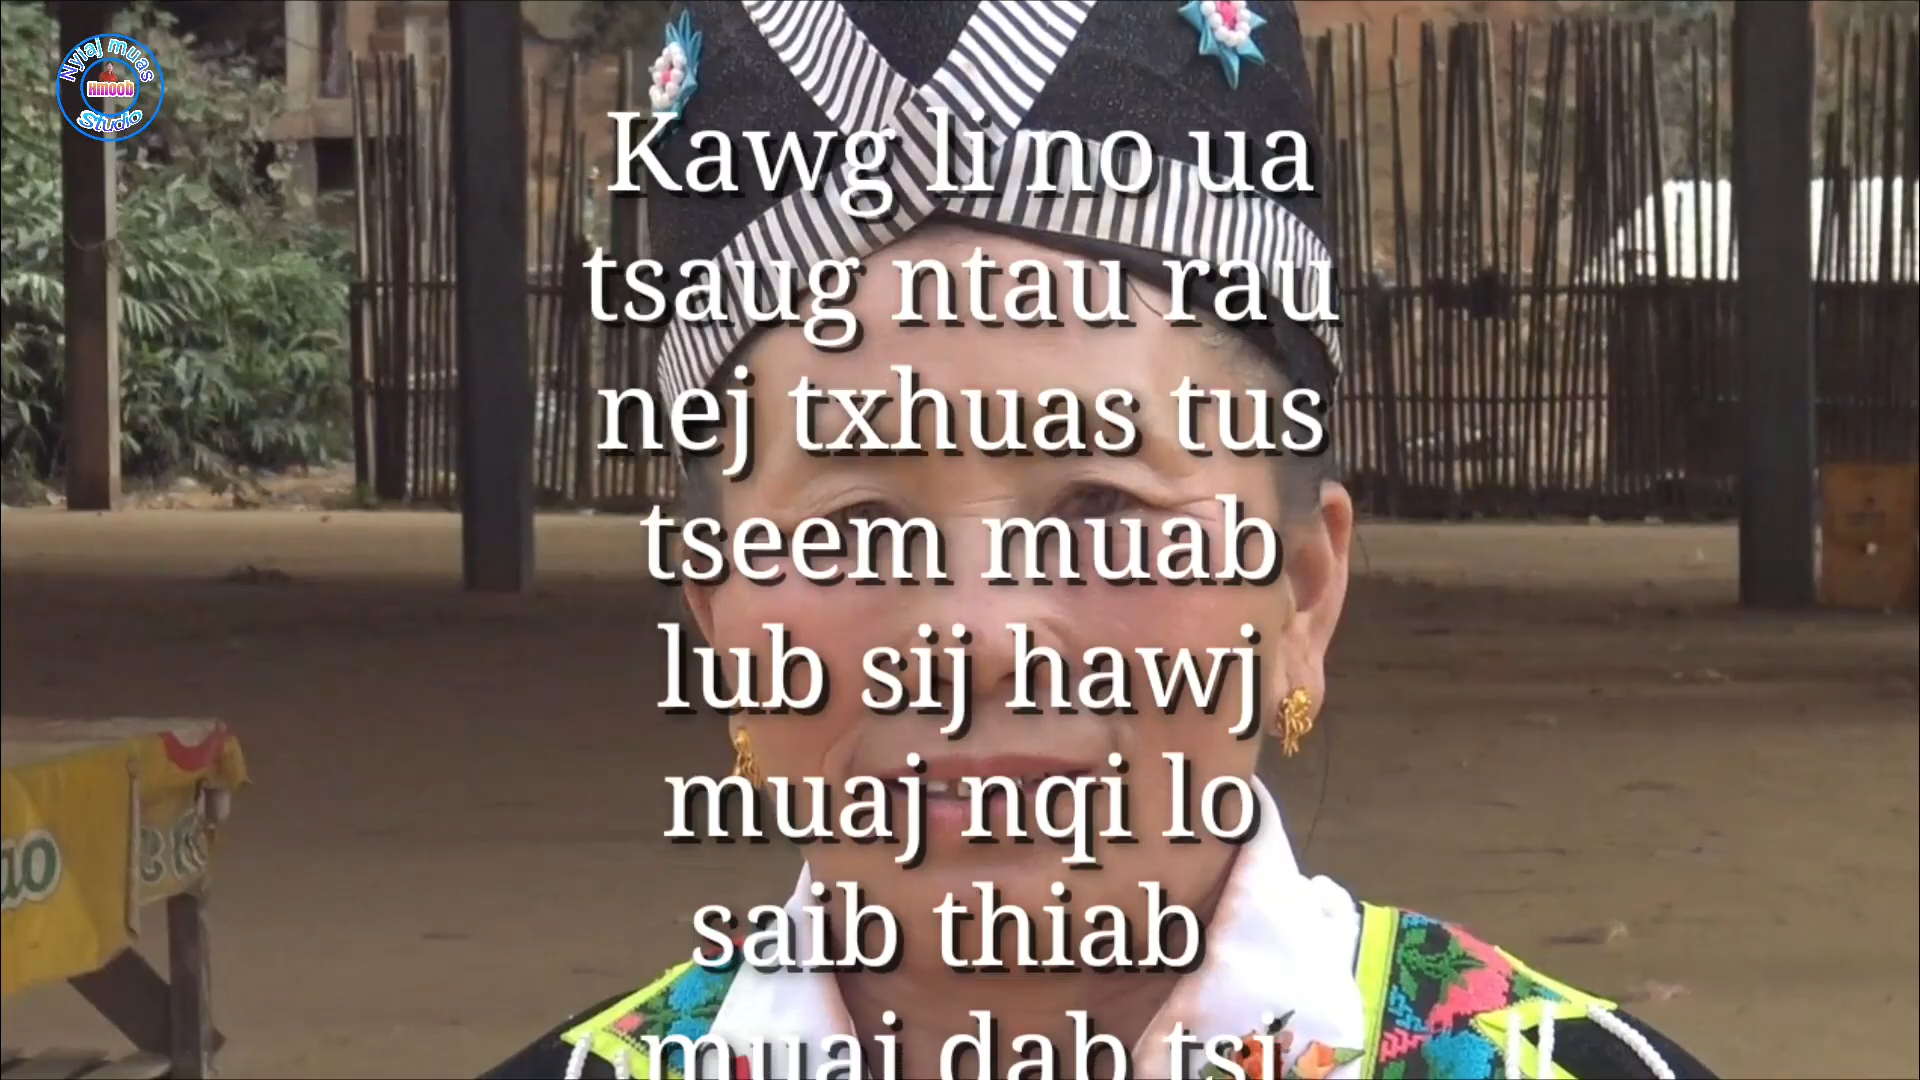 Nyiaj muas
Hmoob
Studio
Kawg li no ua
tsaug ntau rau
nej txhuas tus
tseem muab
lub sij hawj
muaj nqi lo
saib thiab
muaj dab tsi